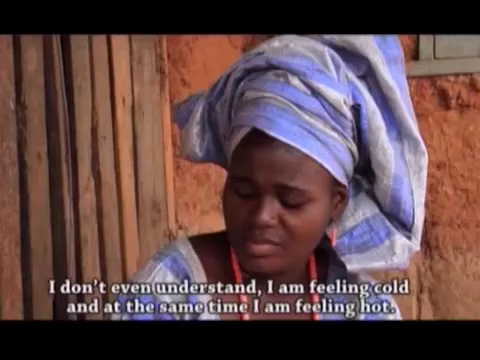 I don't even understand, I am feeling cold
and at the same time I am feeling hot.